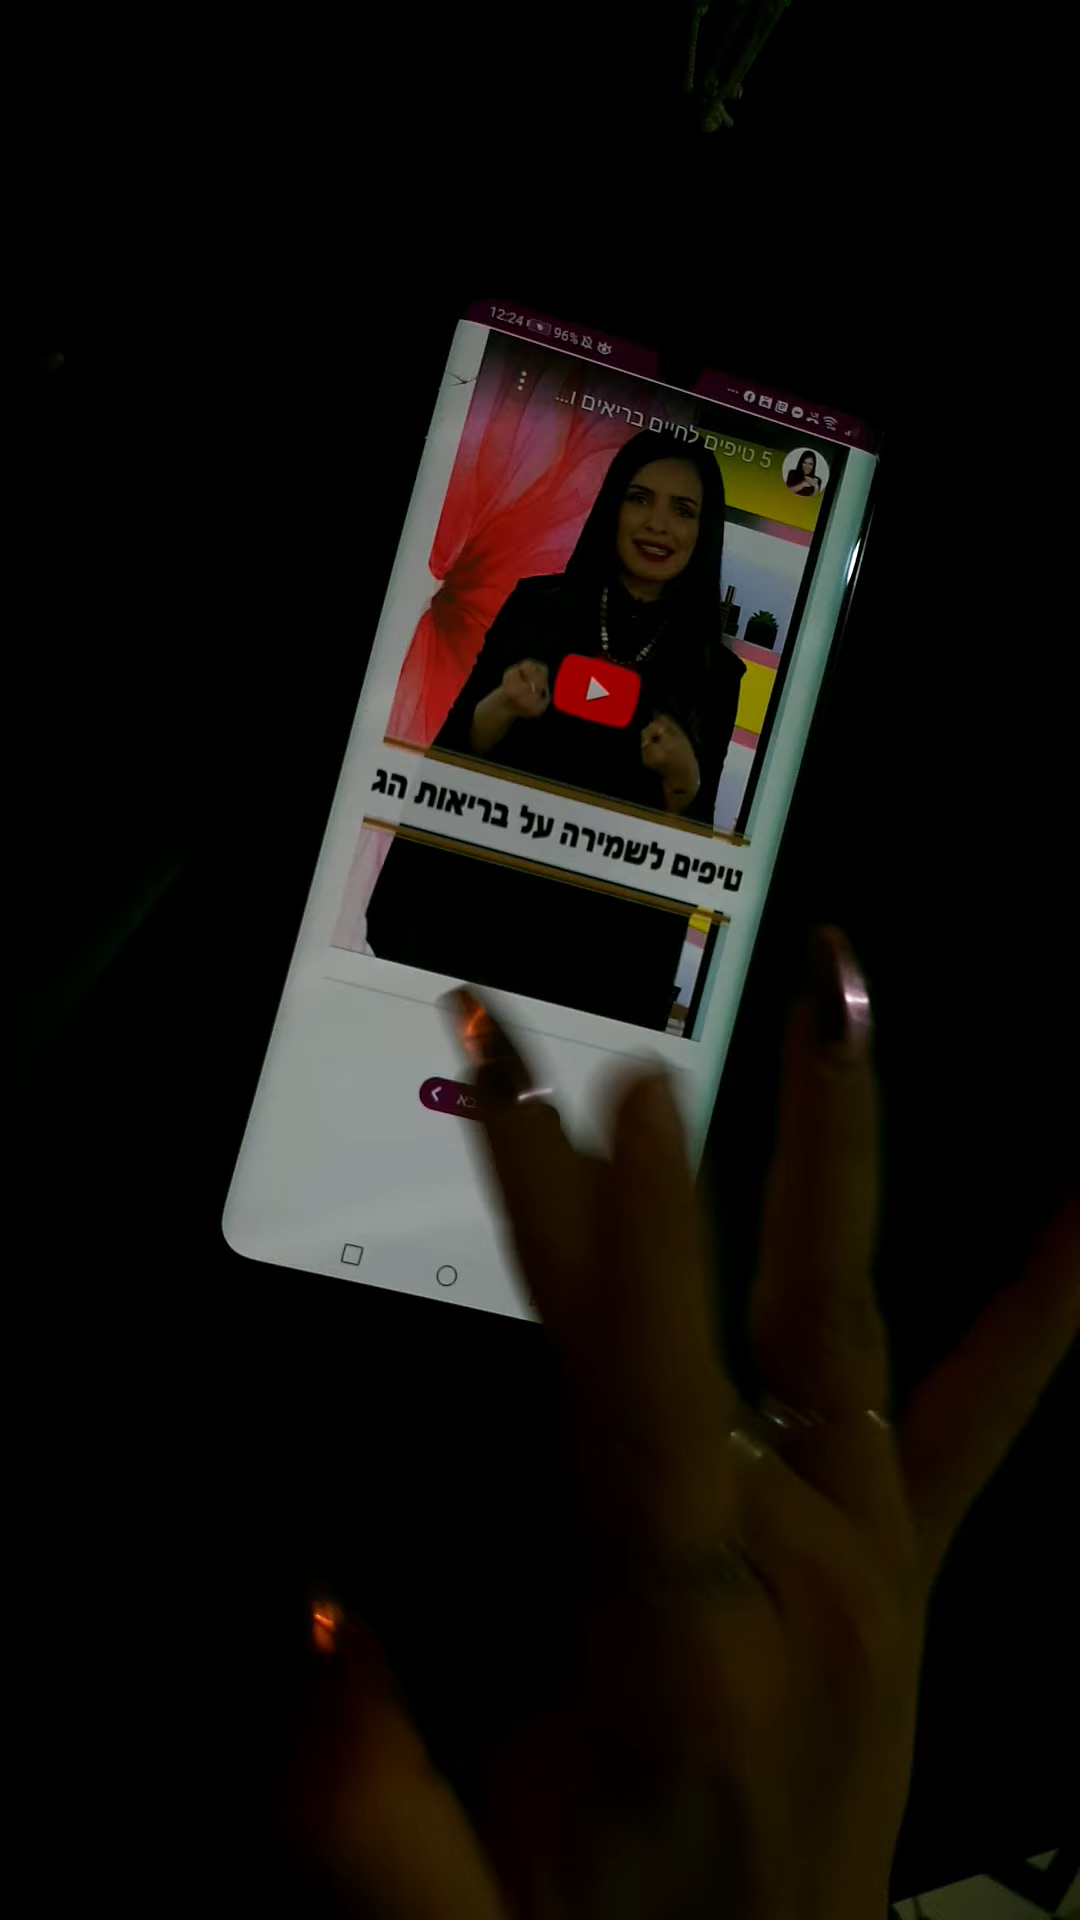 12:24
96%
5 טיפים לחיים בריאים ו...
טיפים לשמירה על בריאות הג